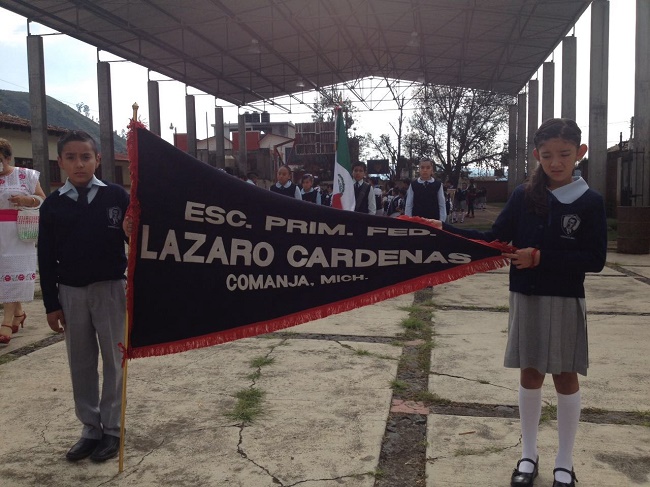 ESC. PRIM. FED.
LAZARO CARDENAS
COMANJA, MICH.